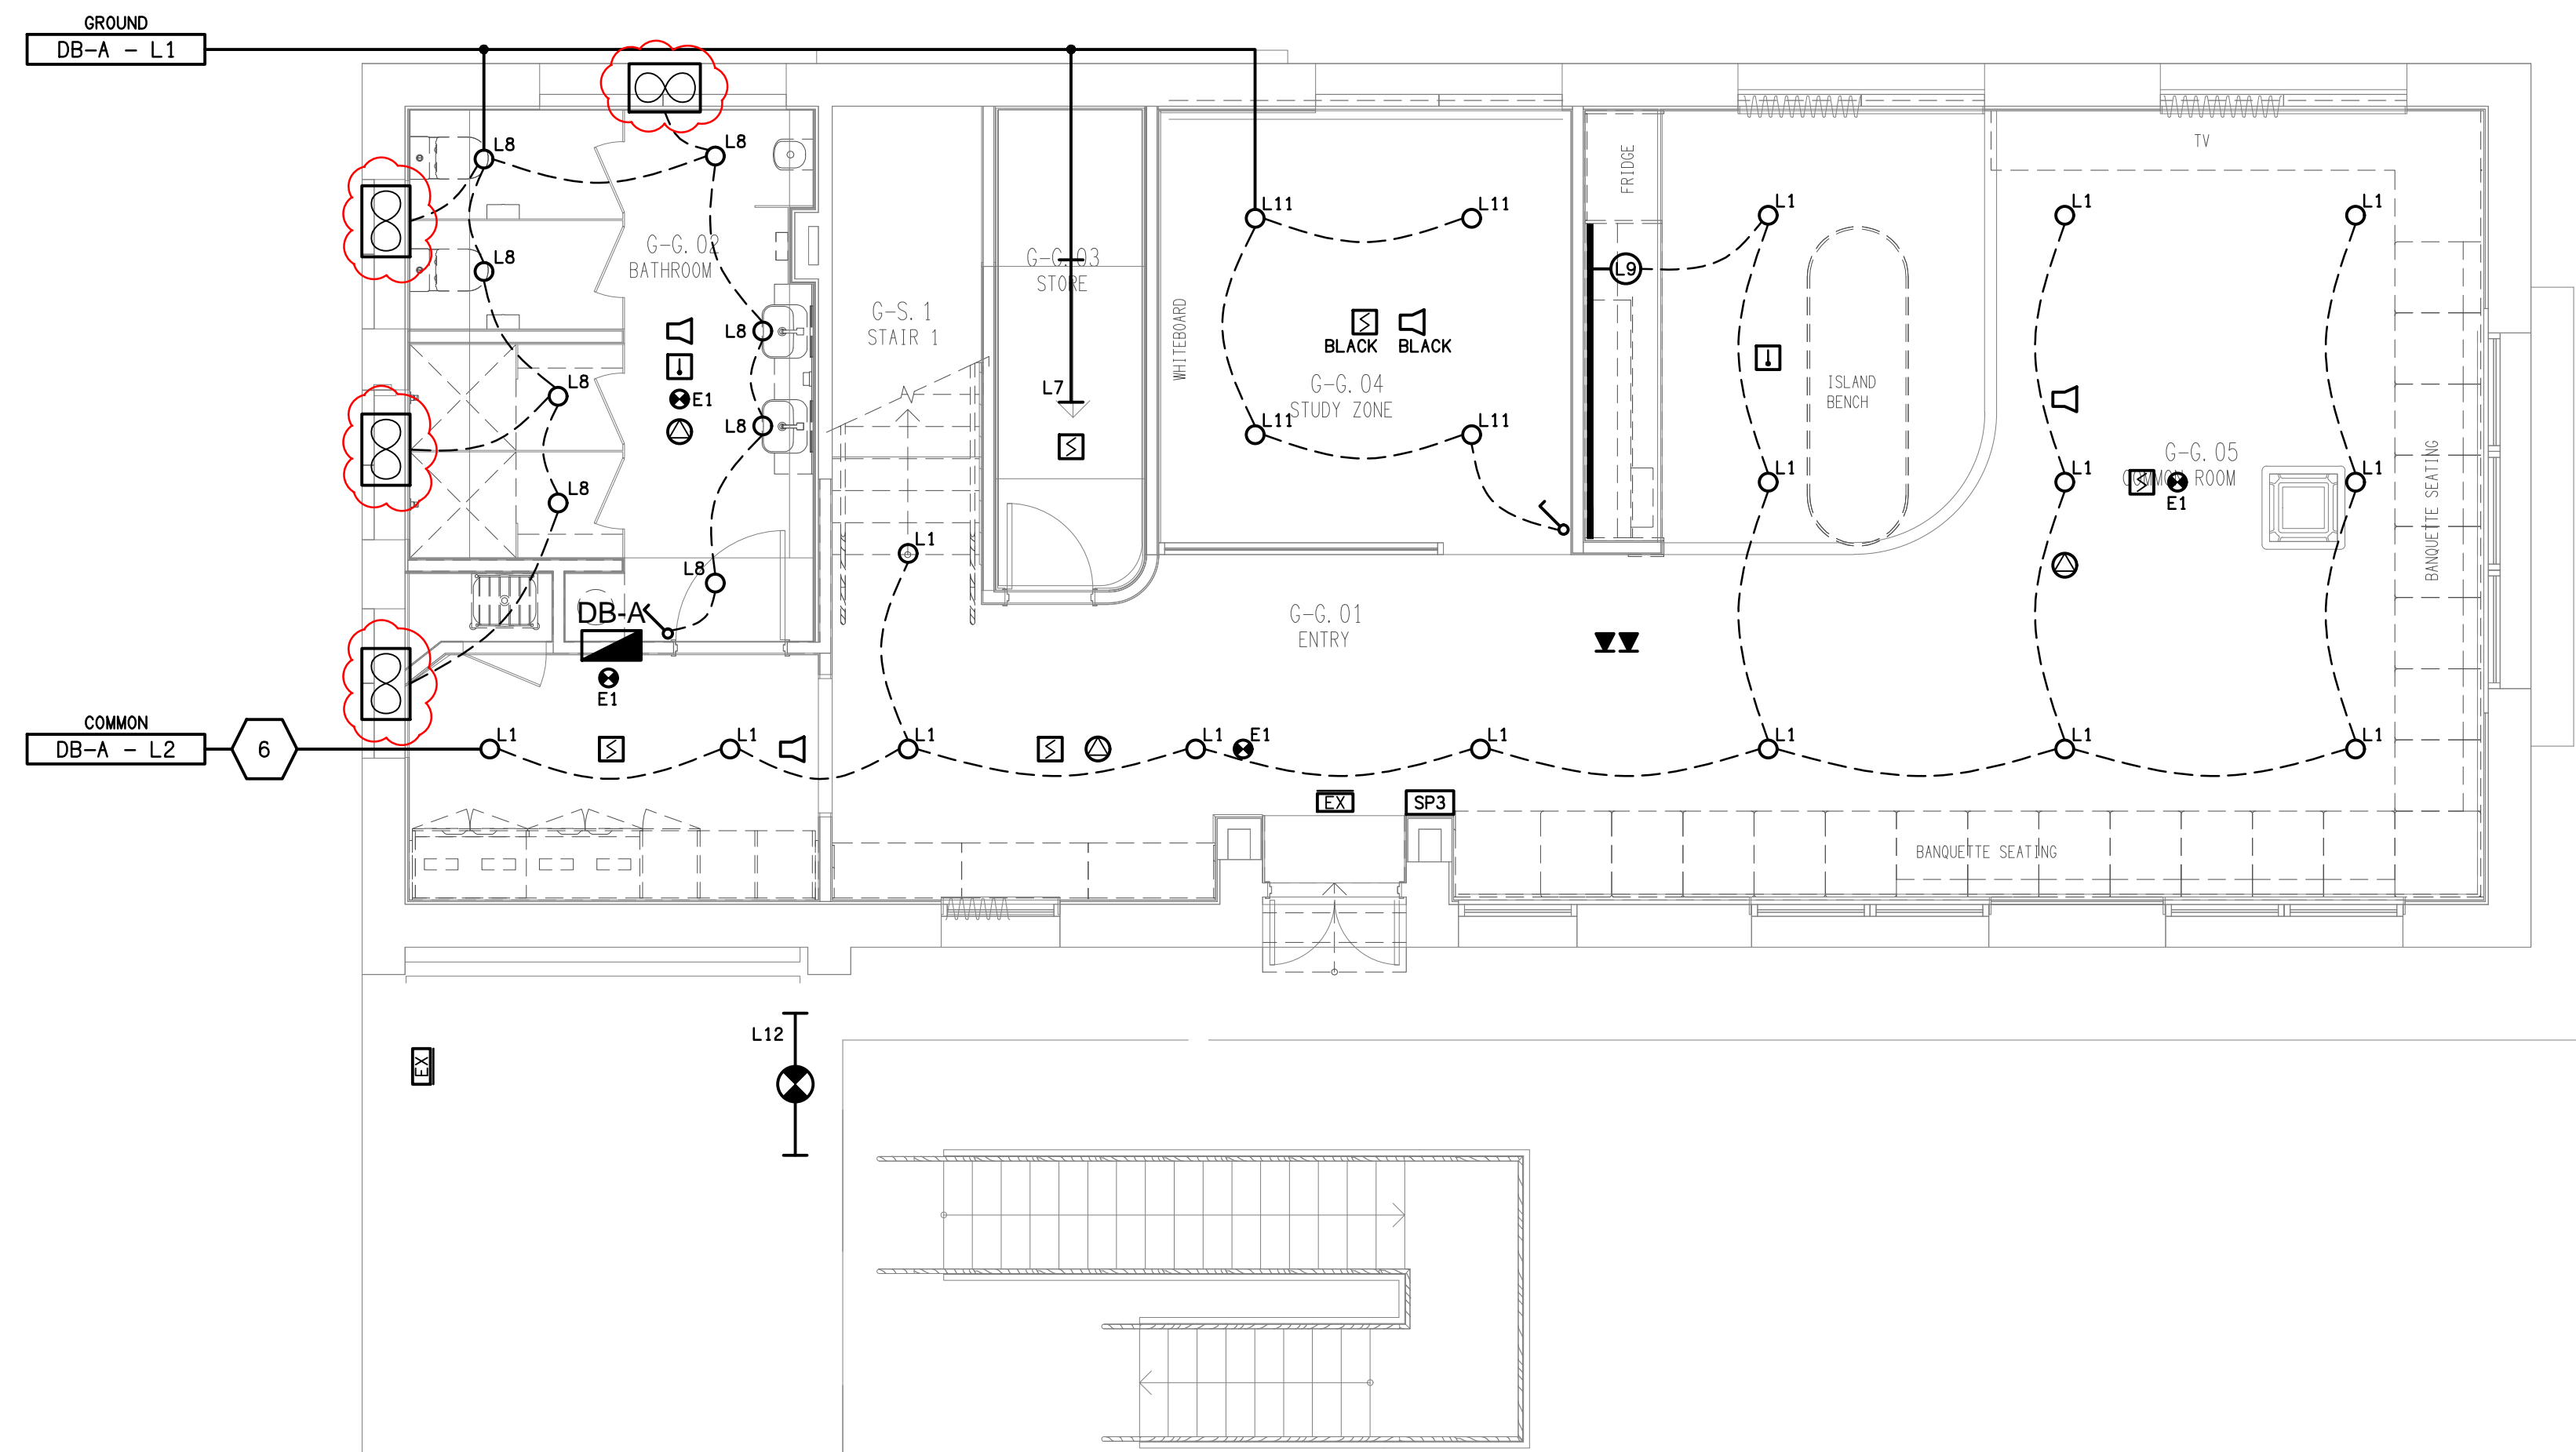 GROUND
DB-A - L1
L8
L8
L11
L11
FRIDGE
TV
L1
L1
L1
G-G.02
BATHROOM
L8
G-G.03
STORE
L9
G-S.1
STAIR 1
WHITEBOARD
L8
BLACK
BLACK
G-G.04
STUDY ZONE
ISLAND
BENCH
L8
E1
L7
L8
L11
L11
G-G.05
COMMON ROOM
BANQUETTE SEATING
L1
L1
E1
L1
L8
L1
L8
DB-A
G-G.01
ENTRY
E1
COMMON
DB-A - L2
6
L1
L1
L1
L1
E1
L1
L1
L1
L1
EX
SP3
BANQUETTE SEATING
L12
EX